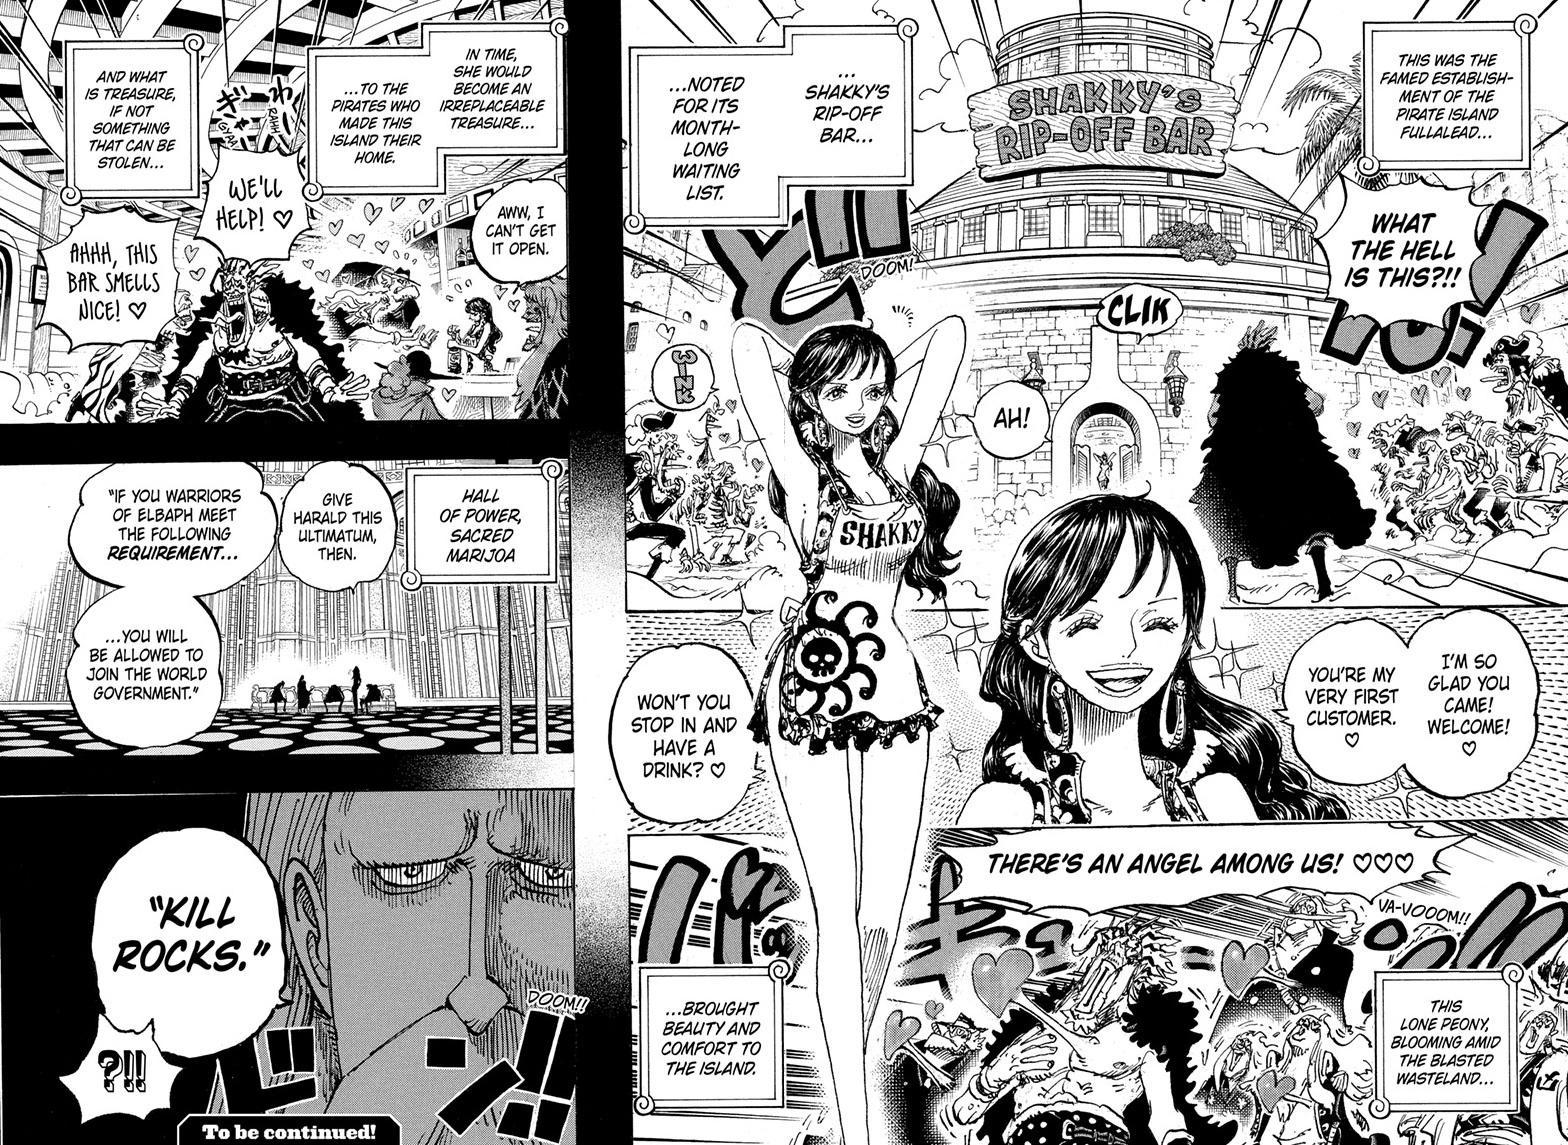 THIS WAS THE
FAMED ESTABLISH-
MENT OF THE
PIRATE ISLAND
FULLALEAD...
SHAKKY'S
RIP-OFF BAR
...
SHAKKY'S
RIP-OFF
BAR...
...NOTED
FOR ITS
MONTH-
LONG
WAITING
LIST.
WHAT
THE HELL
IS THIS?!!
DOOM!
CLIK
AH!
WINK
SHAKKY
I'M SO
GLAD YOU
CAME!
WELCOME!
♡
YOU'RE MY
VERY FIRST
CUSTOMER.
♡
WON'T YOU
STOP IN AND
HAVE A
DRINK? ♡
THERE'S AN ANGEL AMONG US! ♡♡♡
VA-VOOOM!!
THIS
LONE PEONY,
BLOOMING AMID
THE BLASTED
WASTELAND...
...BROUGHT
BEAUTY AND
COMFORT TO
THE ISLAND.
IN TIME,
SHE WOULD
BECOME AN
IRREPLACEABLE
TREASURE...
...TO THE
PIRATES WHO
MADE THIS
ISLAND THEIR
HOME.
AND WHAT
IS TREASURE,
IF NOT
SOMETHING
THAT CAN BE
STOLEN...
AWW, I
CAN'T GET
IT OPEN.
WE'LL
HELP! ♡
AHHH, THIS
BAR SMELLS
NICE! ♡
HALL
OF POWER,
SACRED
MARIJOA
GIVE
HARALD THIS
ULTIMATUM,
THEN.
"IF YOU WARRIORS
OF ELBAPH MEET
THE FOLLOWING
REQUIREMENT...
...YOU WILL
BE ALLOWED TO
JOIN THE WORLD
GOVERNMENT."
"KILL
ROCKS."
?!!
DOOM!!
To be continued!